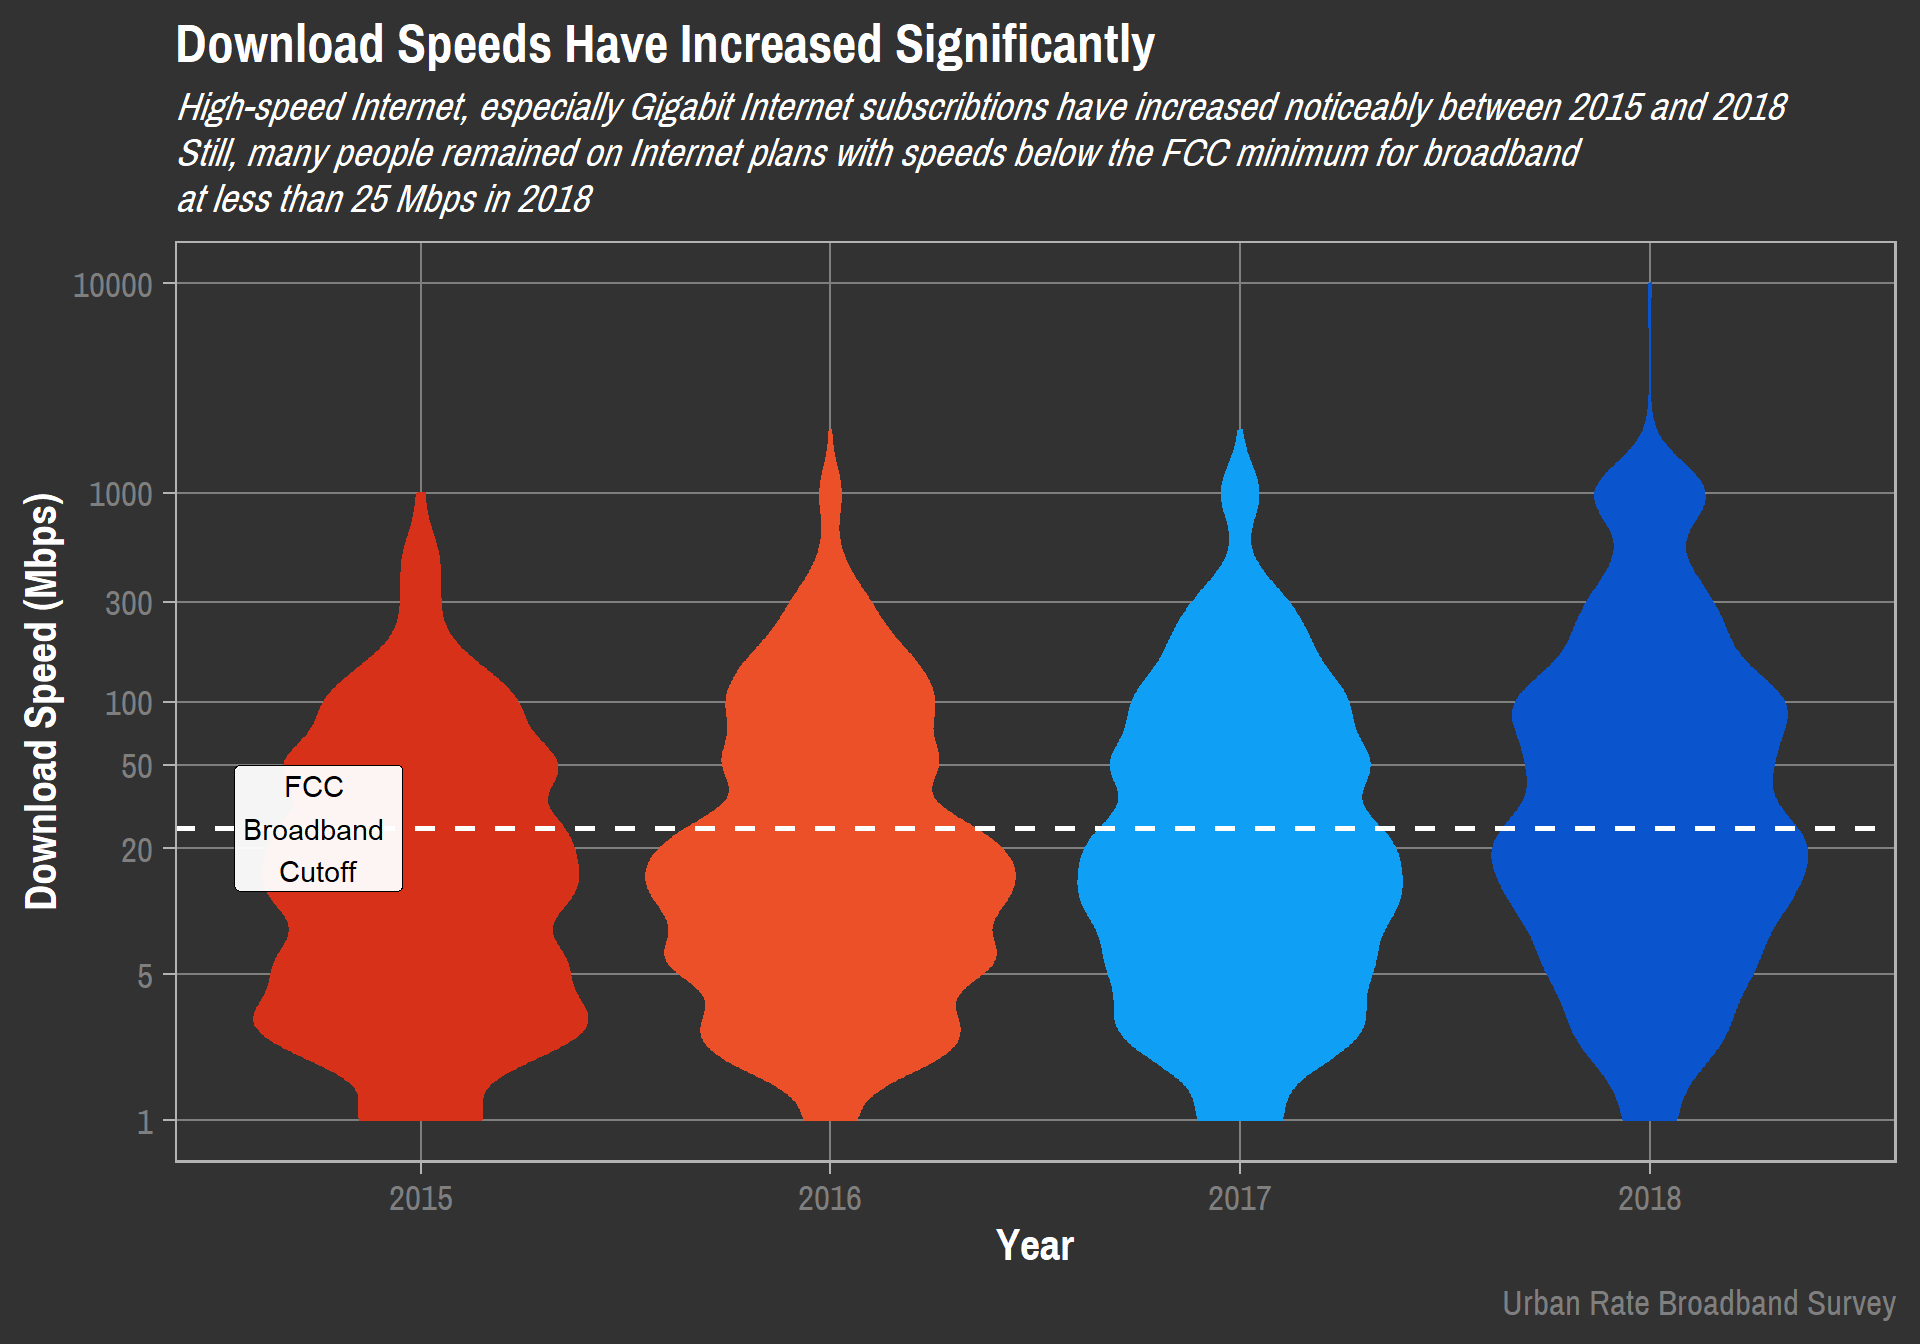 Download Speeds Have Increased Significantly
High-speed Internet, especially Gigabit Internet subscribtions have increased noticeably between 2015 and 2018
Still, many people remained on Internet plans with speeds below the FCC minimum for broadband
at less than 25 Mbps in 2018
Download Speed (Mbps)
10000
1000
300
100
50
20
5
1
FCC
Broadband
Cutoff
2015 2016 2017 2018
Year
Urban Rate Broadband Survey